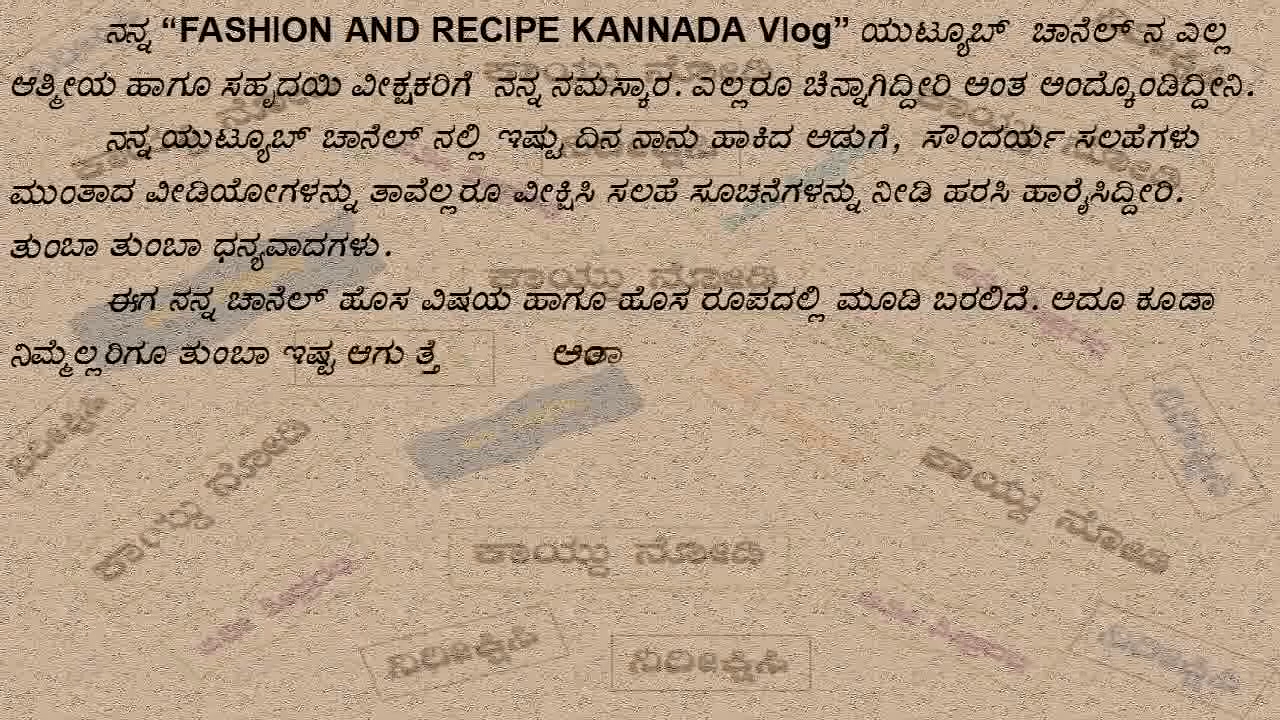 ನನ್ನ “FASHION AND RECIPE KANNADA Vlog” ಯುಟ್ಯೂಬ್ ಚಾನೆಲ್ ನ ಎಲ್ಲ
ಆತ್ಮೀಯ ಹಾಗೂ ಸಹೃದಯಿ ವೀಕ್ಷಕರಿಗೆ ನನ್ನ ನಮಸ್ಕಾರ. ಎಲ್ಲರೂ ಚೆನ್ನಾಗಿದ್ದೀರಿ ಅಂತ ಅಂದ್ಕೊಂಡಿದ್ದೀನಿ.
ನನ್ನ ಯುಟ್ಯೂಬ್ ಚಾನೆಲ್ ನಲ್ಲಿ ಇಷ್ಟು ದಿನ ನಾನು ಹಾಕಿದ ಅಡುಗೆ, ಸೌಂದರ್ಯ ಸಲಹೆಗಳು
ಮುಂತಾದ ವೀಡಿಯೋಗಳನ್ನು ತಾವೆಲ್ಲರೂ ವೀಕ್ಷಿಸಿ ಸಲಹೆ ಸೂಚನೆಗಳನ್ನು ನೀಡಿ ಹರಸಿ ಹಾರೈಸಿದ್ದೀರಿ.
ತುಂಬಾ ತುಂಬಾ ಧನ್ಯವಾದಗಳು.
ಈಗ ನನ್ನ ಚಾನೆಲ್ ಹೊಸ ವಿಷಯ ಹಾಗೂ ಹೊಸ ರೂಪದಲ್ಲಿ ಮೂಡಿ ಬರಲಿದೆ. ಅದೂ ಕೂಡಾ
ನಿಮ್ಮೆಲ್ಲರಿಗೂ ತುಂಬಾ ಇಷ್ಟ ಆಗು ತ್ತೆ
ನಿರೀಕ್ಷಿಸಿ
ಕಾಯ್ದು ನೋಡಿ
ಕಾಯ್ದು ನೋಡಿ
ಕಾಯ್ದು ನೋಡಿ
ನಿರೀಕ್ಷಿಸಿ
ನಿರೀಕ್ಷಿಸಿ
ನಿರೀಕ್ಷಿಸಿ